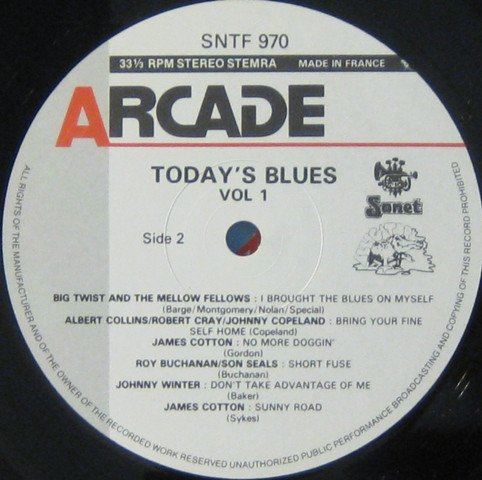 SNTF 970
33⅓ RPM STEREO STEMRA MADE IN FRANCE
ARCADE
TODAY'S BLUES
VOL 1
Sonet
Side 2
BIG TWIST AND THE MELLOW FELLOWS : I BROUGHT THE BLUES ON MYSELF
(Barge/Montgomery/Nolan/Special)
ALBERT COLLINS/ROBERT CRAY/JOHNNY COPELAND : BRING YOUR FINE
SELF HOME (Copeland)
JAMES COTTON : NO MORE DOGGIN'
(Gordon)
ROY BUCHANAN/SON SEALS : SHORT FUSE
(Buchanan)
JOHNNY WINTER : DON'T TAKE ADVANTAGE OF ME
(Baker)
JAMES COTTON : SUNNY ROAD
(Sykes)
ALL RIGHTS OF THE MANUFACTURER AND OF THE OWNER OF THE RECORDED WORK RESERVED UNAUTHORIZED PUBLIC PERFORMANCE BROADCASTING AND COPYING OF THIS RECORD PROHIBITED